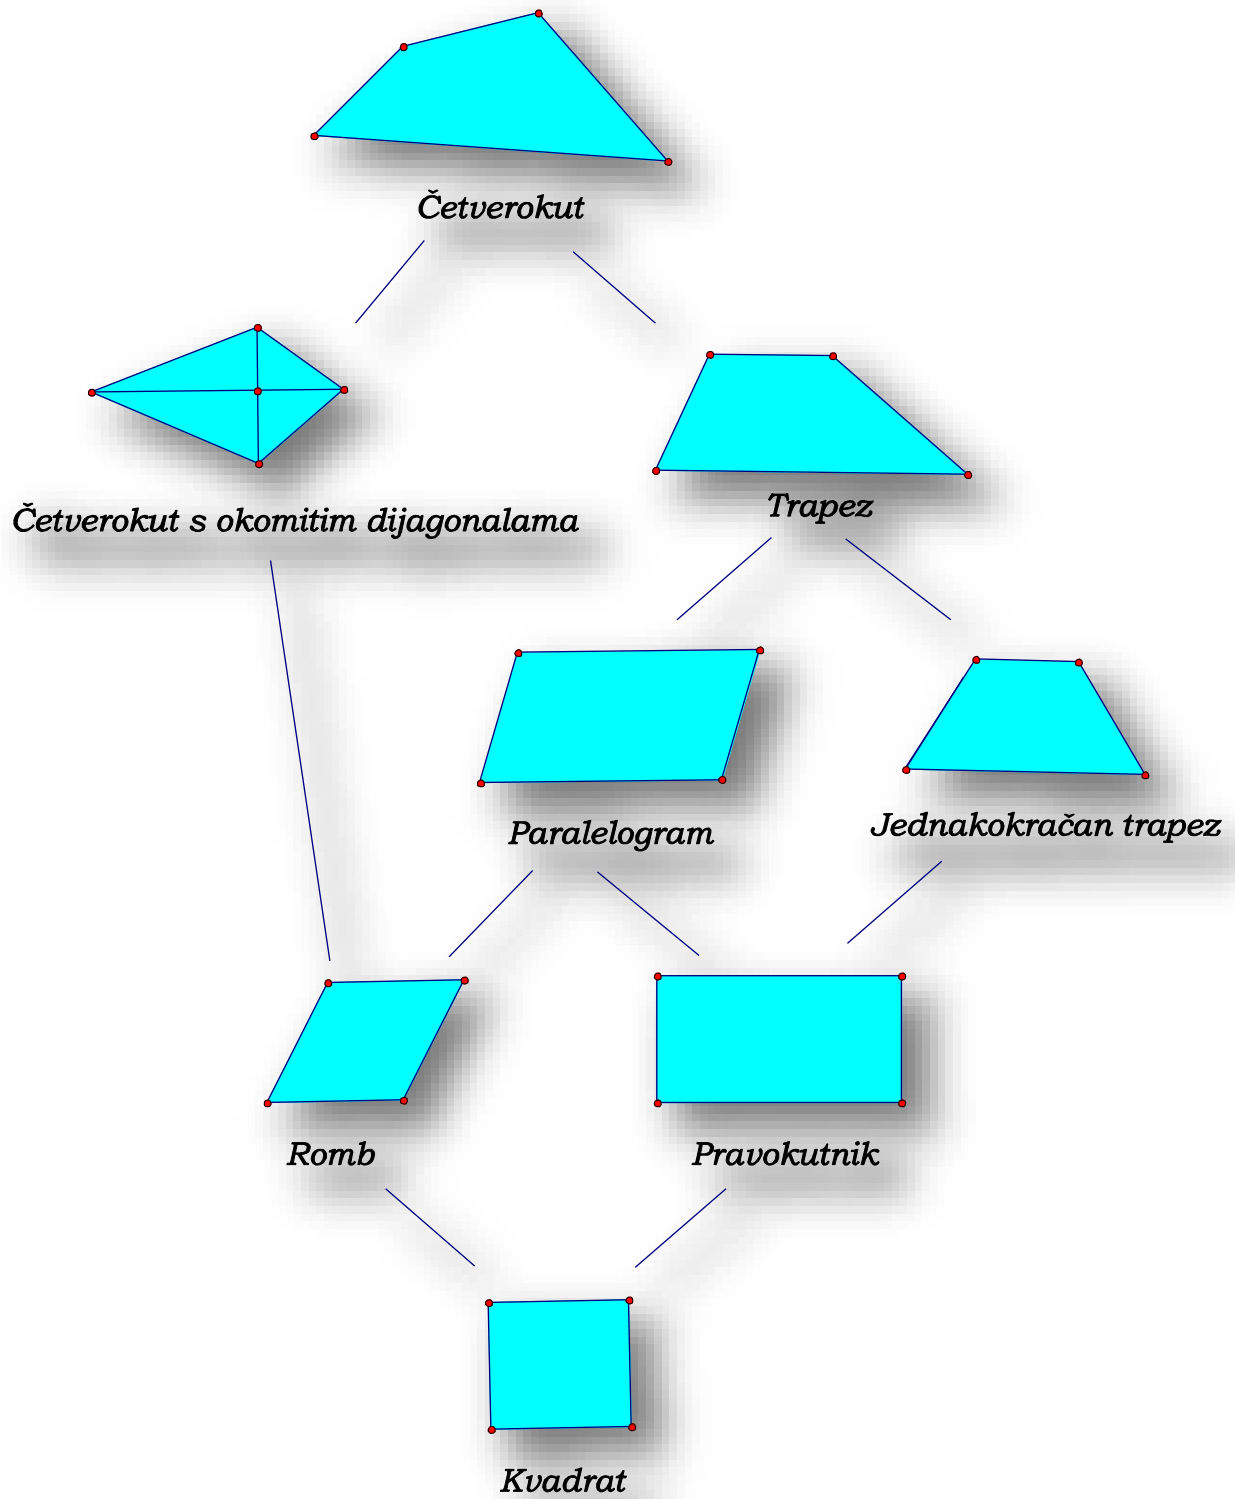 Četverokut
Četverokut s okomitim dijagonalama
Trapez
Paralelogram
Jednakokračan trapez
Romb
Pravokutnik
Kvadrat